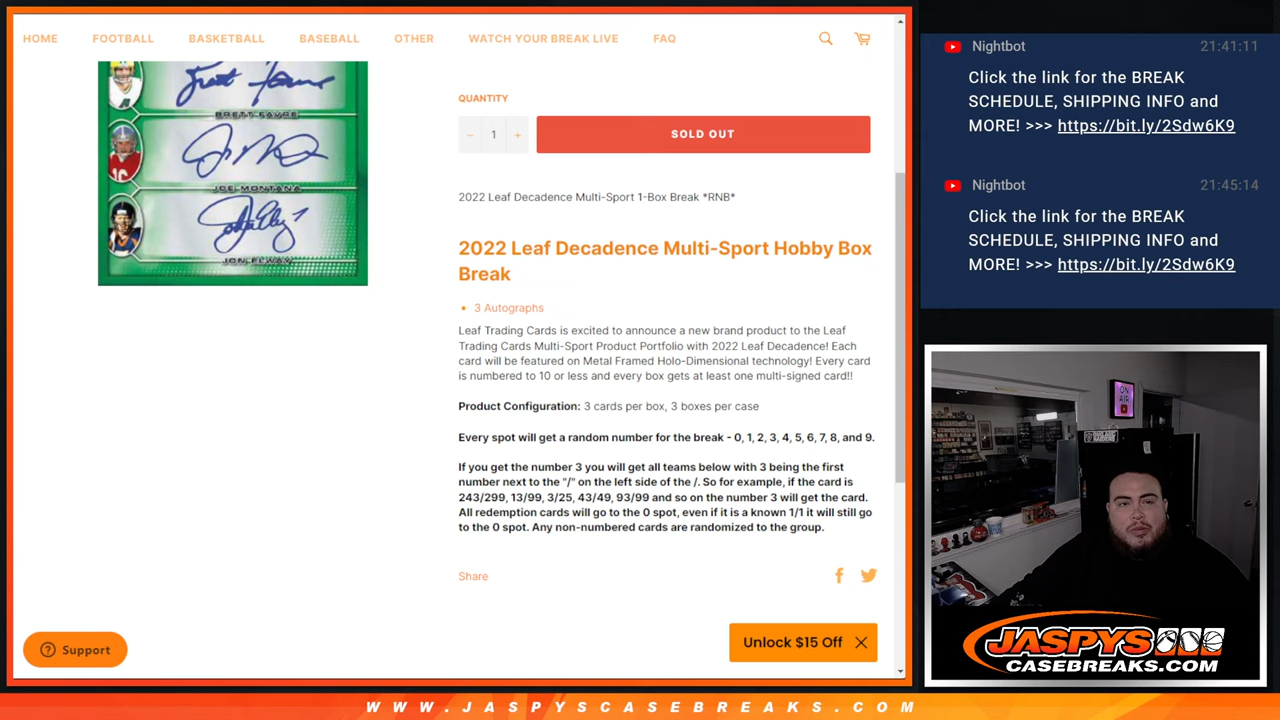 HOME FOOTBALL BASKETBALL BASEBALL OTHER WATCH YOUR BREAK LIVE FAQ
BRETT FAVRE
JOE MONTANA
JOHN ELWAY
QUANTITY
− 1 + SOLD OUT
2022 Leaf Decadence Multi-Sport 1-Box Break *RNB*
2022 Leaf Decadence Multi-Sport Hobby Box
Break
• 3 Autographs
Leaf Trading Cards is excited to announce a new brand product to the Leaf
Trading Cards Multi-Sport Product Portfolio with 2022 Leaf Decadence! Each
card will be featured on Metal Framed Holo-Dimensional technology! Every card
is numbered to 10 or less and every box gets at least one multi-signed card!!
Product Configuration: 3 cards per box, 3 boxes per case
Every spot will get a random number for the break - 0, 1, 2, 3, 4, 5, 6, 7, 8, and 9.
If you get the number 3 you will get all teams below with 3 being the first
number next to the "/" on the left side of the /. So for example, if the card is
243/299, 13/99, 3/25, 43/49, 93/99 and so on the number 3 will get the card.
All redemption cards will go to the 0 spot, even if it is a known 1/1 it will still go
to the 0 spot. Any non-numbered cards are randomized to the group.
Share
Support
Unlock $15 Off
Nightbot 21:41:11
Click the link for the BREAK
SCHEDULE, SHIPPING INFO and
MORE! >>> https://bit.ly/2Sdw6K9
Nightbot 21:45:14
Click the link for the BREAK
SCHEDULE, SHIPPING INFO and
MORE! >>> https://bit.ly/2Sdw6K9
ON
AIR
JASPYS
CASEBREAKS.COM
WWW.JASPYSCASEBREAKS.COM